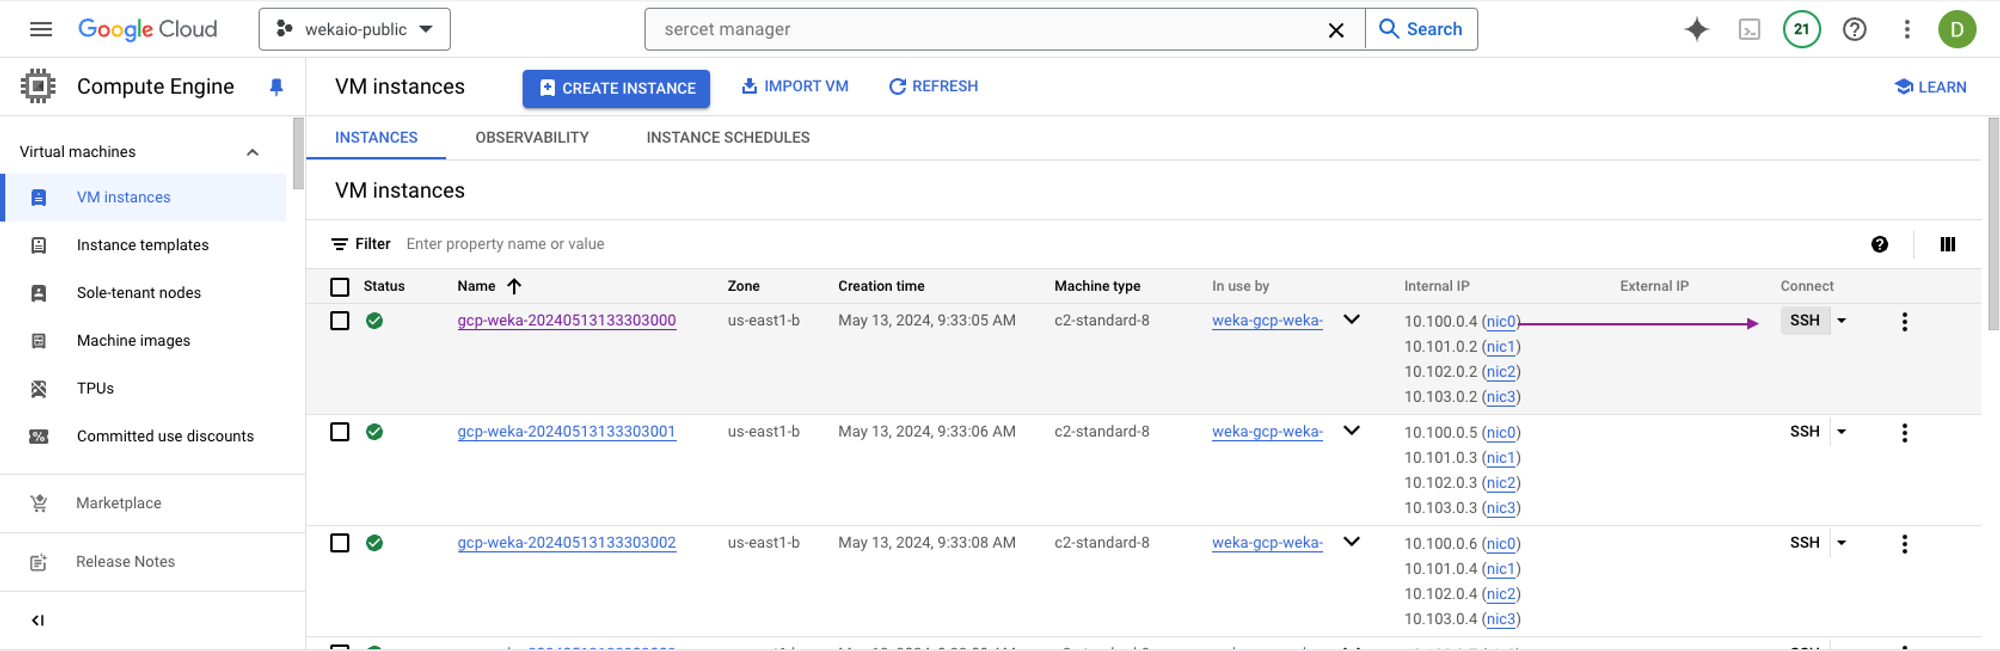 Google Cloud
wekaio-public
sercet manager
Search
21
D
Compute Engine
VM instances
CREATE INSTANCE
IMPORT VM
REFRESH
LEARN
Virtual machines
VM instances
Instance templates
Sole-tenant nodes
Machine images
TPUs
Committed use discounts
Marketplace
Release Notes
INSTANCES OBSERVABILITY INSTANCE SCHEDULES
VM instances
Filter Enter property name or value
Status Name Zone Creation time Machine type In use by Internal IP External IP Connect
gcp-weka-20240513133303000 us-east1-b May 13, 2024, 9:33:05 AM c2-standard-8 weka-gcp-weka- 10.100.0.4 (nic0) SSH
10.101.0.2 (nic1)
10.102.0.2 (nic2)
10.103.0.2 (nic3)
gcp-weka-20240513133303001 us-east1-b May 13, 2024, 9:33:06 AM c2-standard-8 weka-gcp-weka- 10.100.0.5 (nic0) SSH
10.101.0.3 (nic1)
10.102.0.3 (nic2)
10.103.0.3 (nic3)
gcp-weka-20240513133303002 us-east1-b May 13, 2024, 9:33:08 AM c2-standard-8 weka-gcp-weka- 10.100.0.6 (nic0) SSH
10.101.0.4 (nic1)
10.102.0.4 (nic2)
10.103.0.4 (nic3)